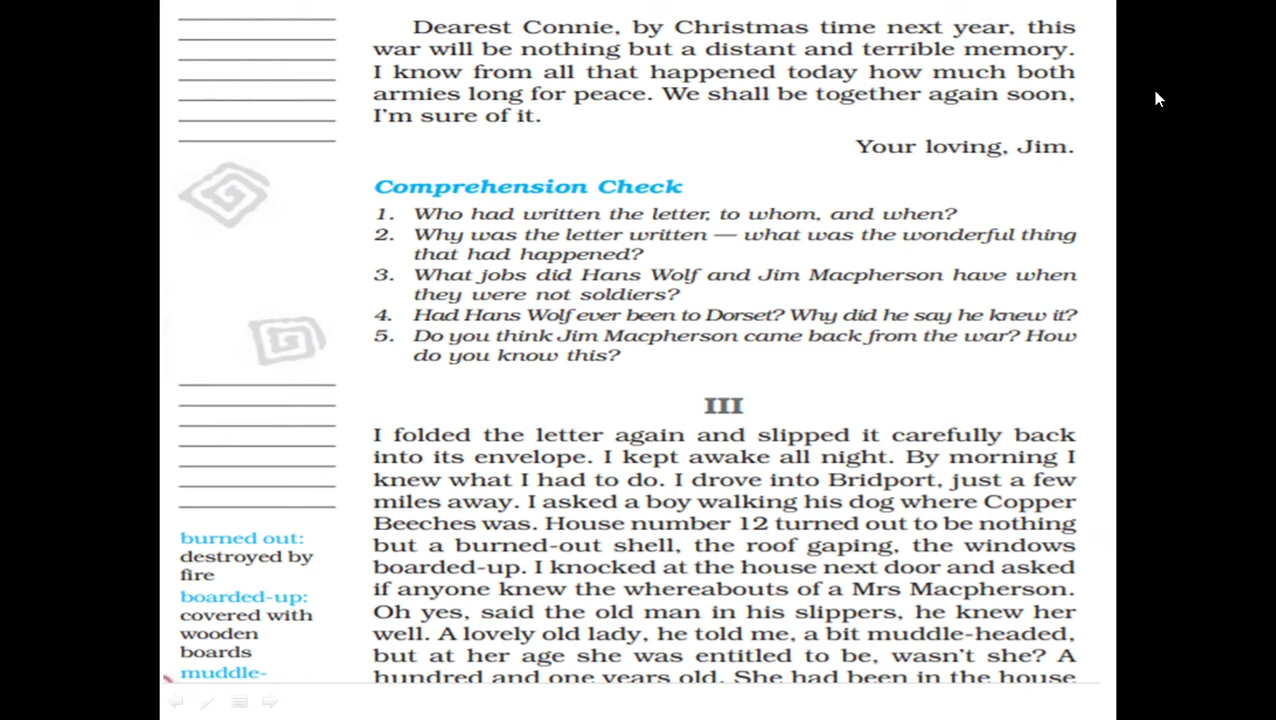 Dearest Connie, by Christmas time next year, this
war will be nothing but a distant and terrible memory.
I know from all that happened today how much both
armies long for peace. We shall be together again soon,
I'm sure of it.
Your loving, Jim.
Comprehension Check
1. Who had written the letter, to whom, and when?
2. Why was the letter written — what was the wonderful thing
that had happened?
3. What jobs did Hans Wolf and Jim Macpherson have when
they were not soldiers?
4. Had Hans Wolf ever been to Dorset? Why did he say he knew it?
5. Do you think Jim Macpherson came back from the war? How
do you know this?
III
I folded the letter again and slipped it carefully back
into its envelope. I kept awake all night. By morning I
knew what I had to do. I drove into Bridport, just a few
miles away. I asked a boy walking his dog where Copper
Beeches was. House number 12 turned out to be nothing
but a burned-out shell, the roof gaping, the windows
boarded-up. I knocked at the house next door and asked
if anyone knew the whereabouts of a Mrs Macpherson.
Oh yes, said the old man in his slippers, he knew her
well. A lovely old lady, he told me, a bit muddle-headed,
but at her age she was entitled to be, wasn't she? A
hundred and one years old. She had been in the house
burned out:
destroyed by
fire
boarded-up:
covered with
wooden
boards
muddle-